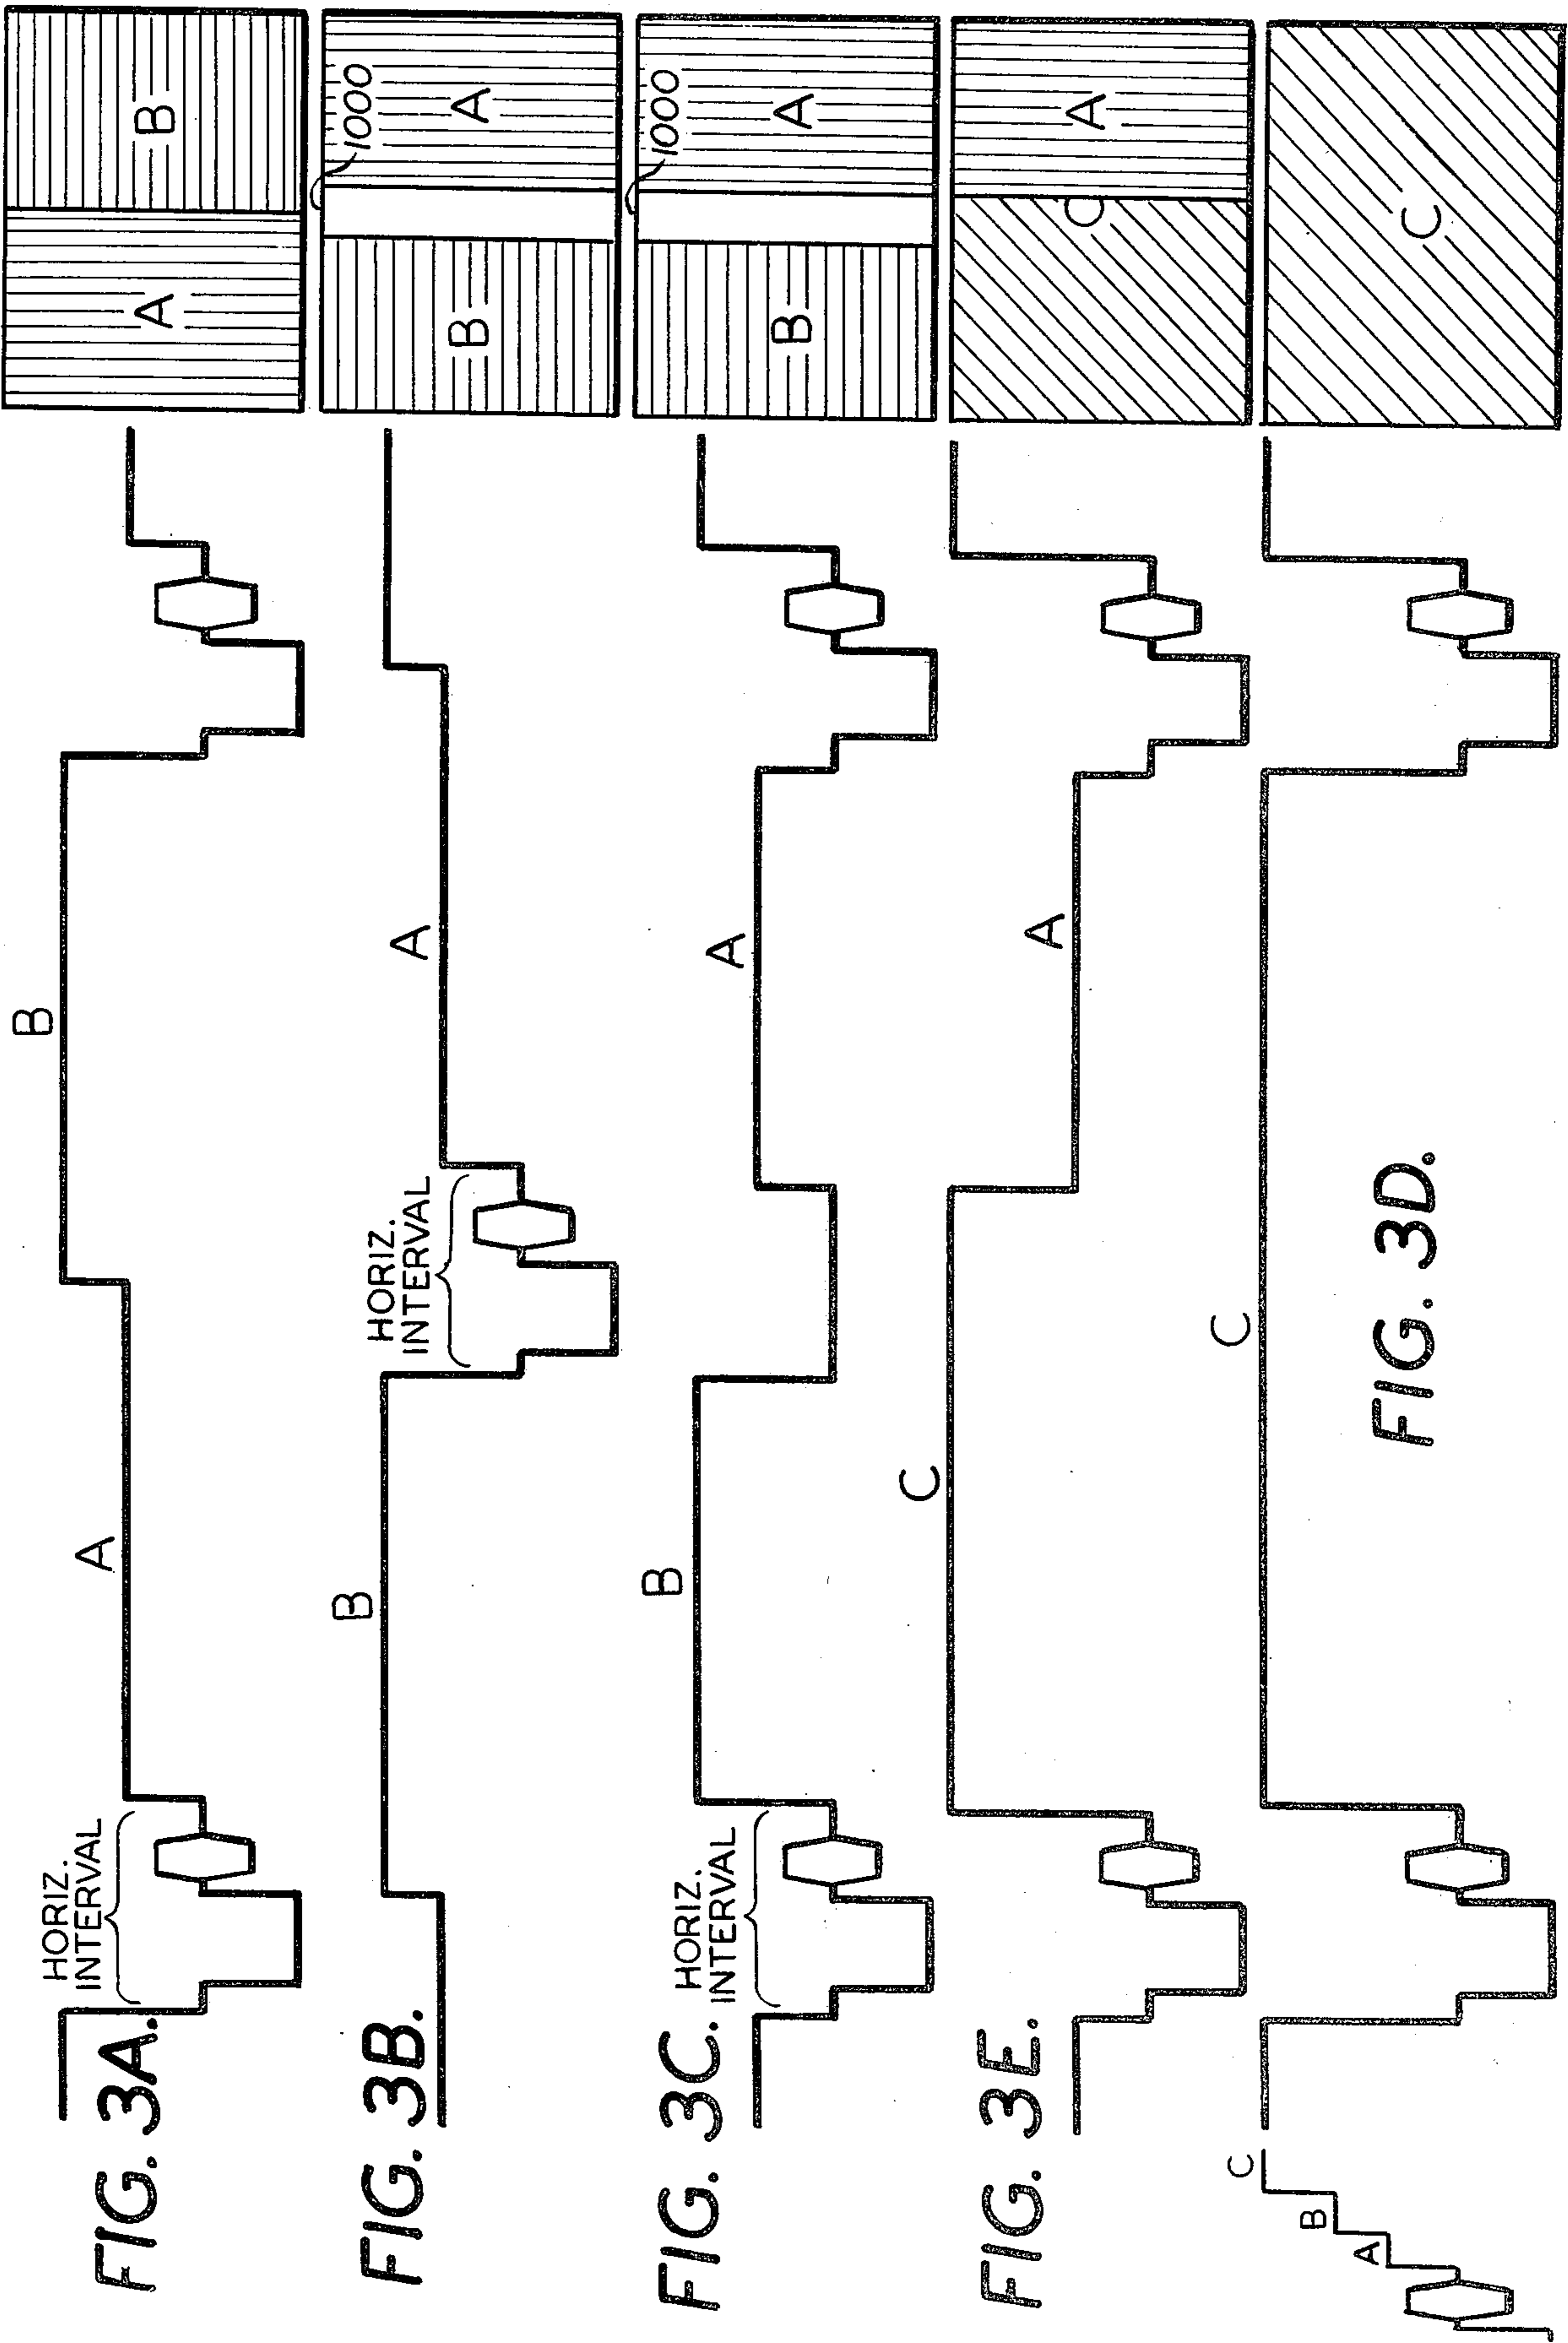 HORIZ.
INTERVAL
A
B
B
A
FIG. 3A.
B
HORIZ.
INTERVAL
A
1000
A
B
FIG. 3B.
HORIZ.
INTERVAL
B
A
1000
A
B
FIG. 3C.
C
A
C
A
FIG. 3E.
C
C
FIG. 3D.
C
B
A